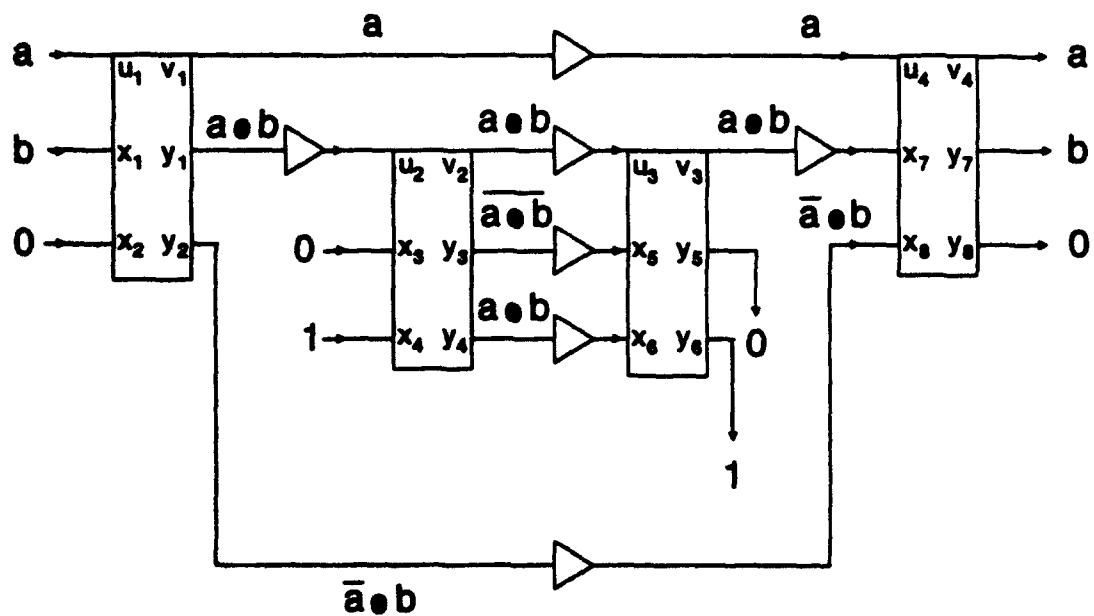 a a
a u₁ v₁ u₄ v₄ a
a●b a●b a●b
b x₁ y₁ u₂ v₂ u₃ v₃ x₇ y₇ b
a̅●̅b̅ a̅●b
0 x₂ y₂ 0 x₃ y₃ x₅ y₅ x₈ y₈ 0
a●b
1 x₄ y₄ x₆ y₆ 0
1
a̅●b